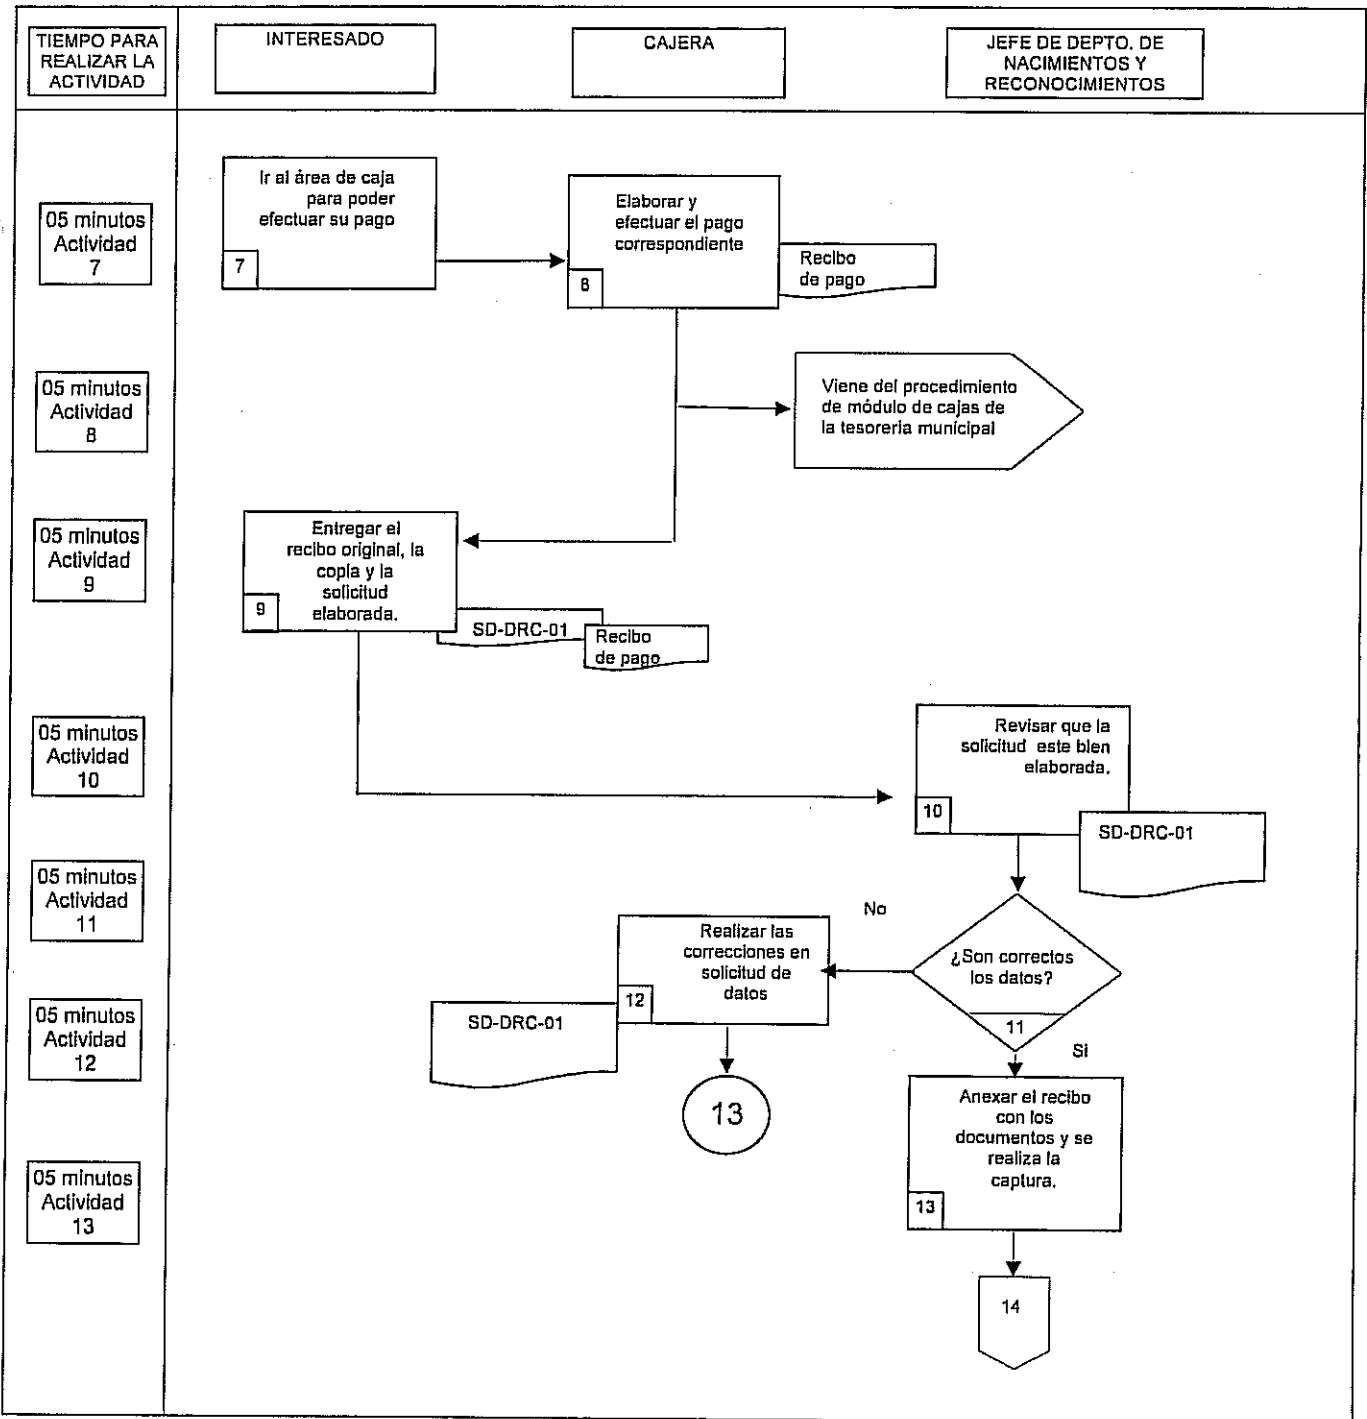 TIEMPO PARA
REALIZAR LA
ACTIVIDAD
INTERESADO
CAJERA
JEFE DE DEPTO. DE
NACIMIENTOS Y
RECONOCIMIENTOS
05 minutos
Actividad
7
Ir al área de caja
para poder
efectuar su pago
7
Elaborar y
efectuar el pago
correspondiente
8
Recibo
de pago
05 minutos
Actividad
8
Viene del procedimiento
de módulo de cajas de
la tesoreria municipal
05 minutos
Actividad
9
Entregar el
recibo original, la
copia y la
solicitud
elaborada.
9
SD-DRC-01
Recibo
de pago
05 minutos
Actividad
10
Revisar que la
solicitud este bien
elaborada.
10
SD-DRC-01
05 minutos
Actividad
11
No
¿Son correctos
los datos?
11
Si
Realizar las
correcciones en
solicitud de
datos
12
SD-DRC-01
05 minutos
Actividad
12
13
Anexar el recibo
con los
documentos y se
realiza la
captura.
13
05 minutos
Actividad
13
14